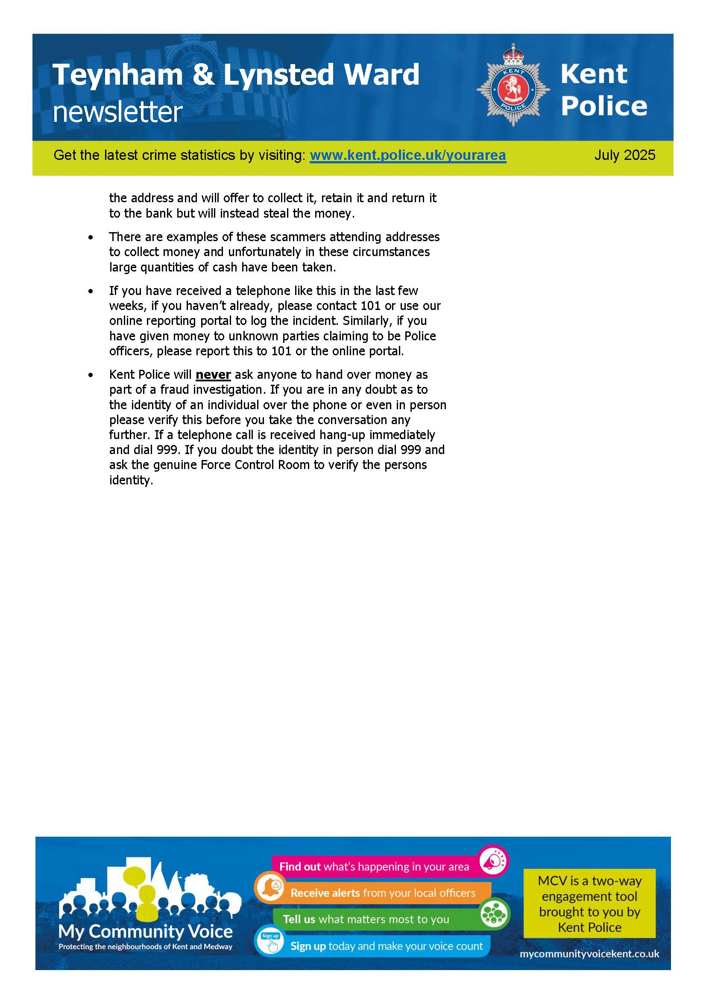 Teynham & Lynsted Ward
newsletter
KENT
POLICE
Kent
Police
Get the latest crime statistics by visiting: www.kent.police.uk/yourarea
July 2025
the address and will offer to collect it, retain it and return it
to the bank but will instead steal the money.
• There are examples of these scammers attending addresses
to collect money and unfortunately in these circumstances
large quantities of cash have been taken.
• If you have received a telephone like this in the last few
weeks, if you haven’t already, please contact 101 or use our
online reporting portal to log the incident. Similarly, if you
have given money to unknown parties claiming to be Police
officers, please report this to 101 or the online portal.
• Kent Police will never ask anyone to hand over money as
part of a fraud investigation. If you are in any doubt as to
the identity of an individual over the phone or even in person
please verify this before you take the conversation any
further. If a telephone call is received hang-up immediately
and dial 999. If you doubt the identity in person dial 999 and
ask the genuine Force Control Room to verify the persons
identity.
My Community Voice
Protecting the neighbourhoods of Kent and Medway
Find out what’s happening in your area
Receive alerts from your local officers
Tell us what matters most to you
Sign up
Sign up today and make your voice count
MCV is a two-way
engagement tool
brought to you by
Kent Police
mycommunityvoicekent.co.uk